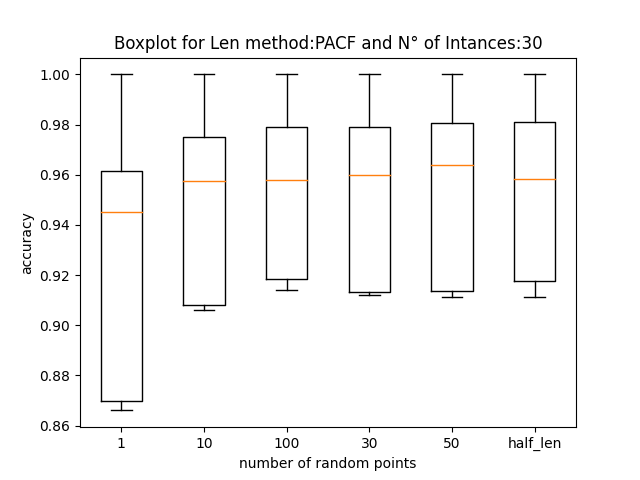 Boxplot for Len method:PACF and N° of Intances:30
1.00
0.98
0.96
0.94
0.92
0.90
0.88
0.86
accuracy
1 10 100 30 50 half_len
number of random points